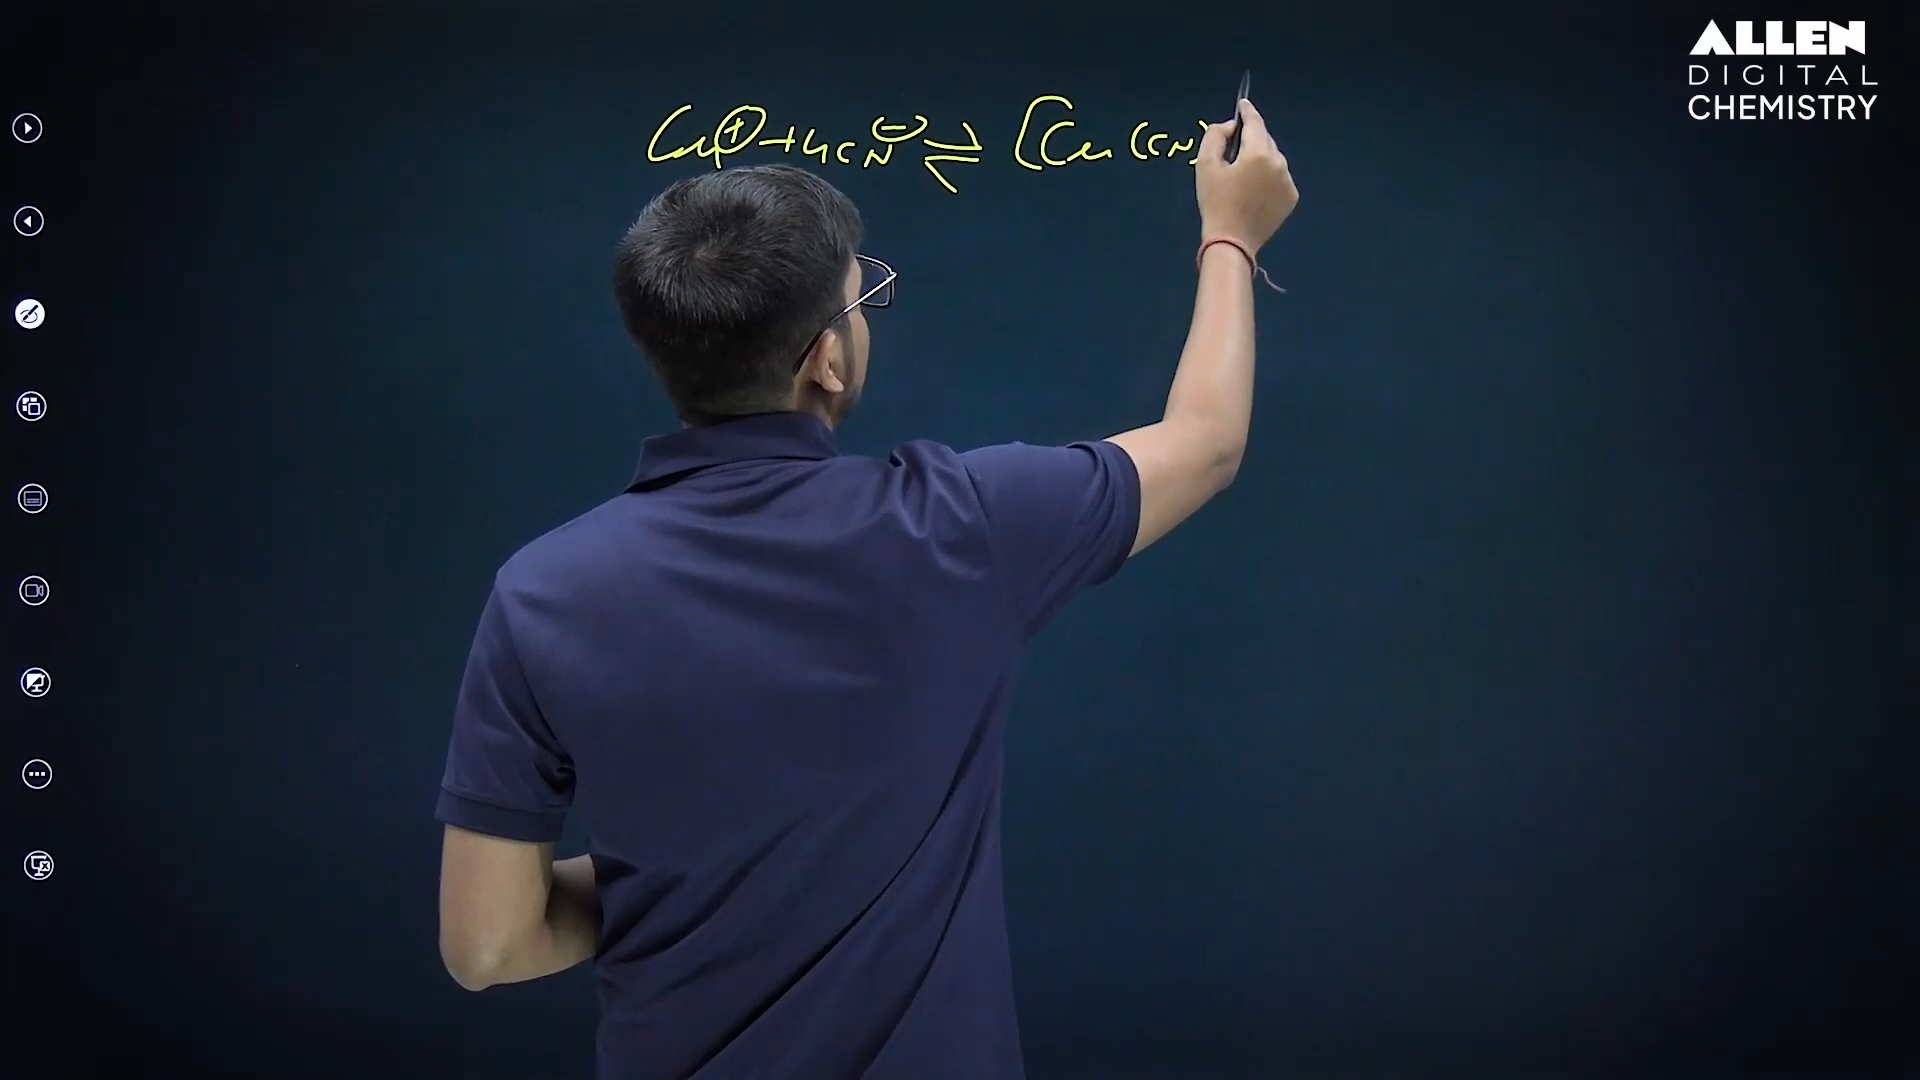 ALLEN
DIGITAL
CHEMISTRY
Cu⊕ + 4CN⊖ ⇌ [Cu(CN)